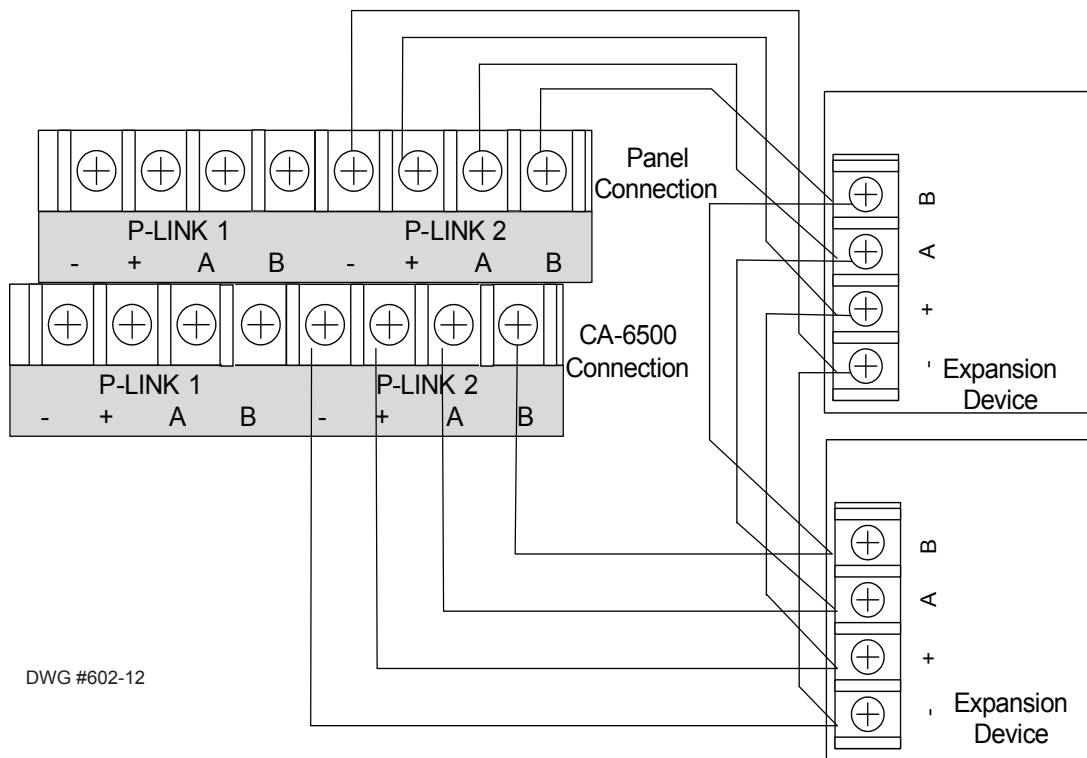 Panel
Connection
P-LINK 1 P-LINK 2
- + A B - + A B
CA-6500
Connection
P-LINK 1 P-LINK 2
- + A B - + A B
B
A
+
-
Expansion
Device
B
A
+
-
Expansion
Device
DWG #602-12